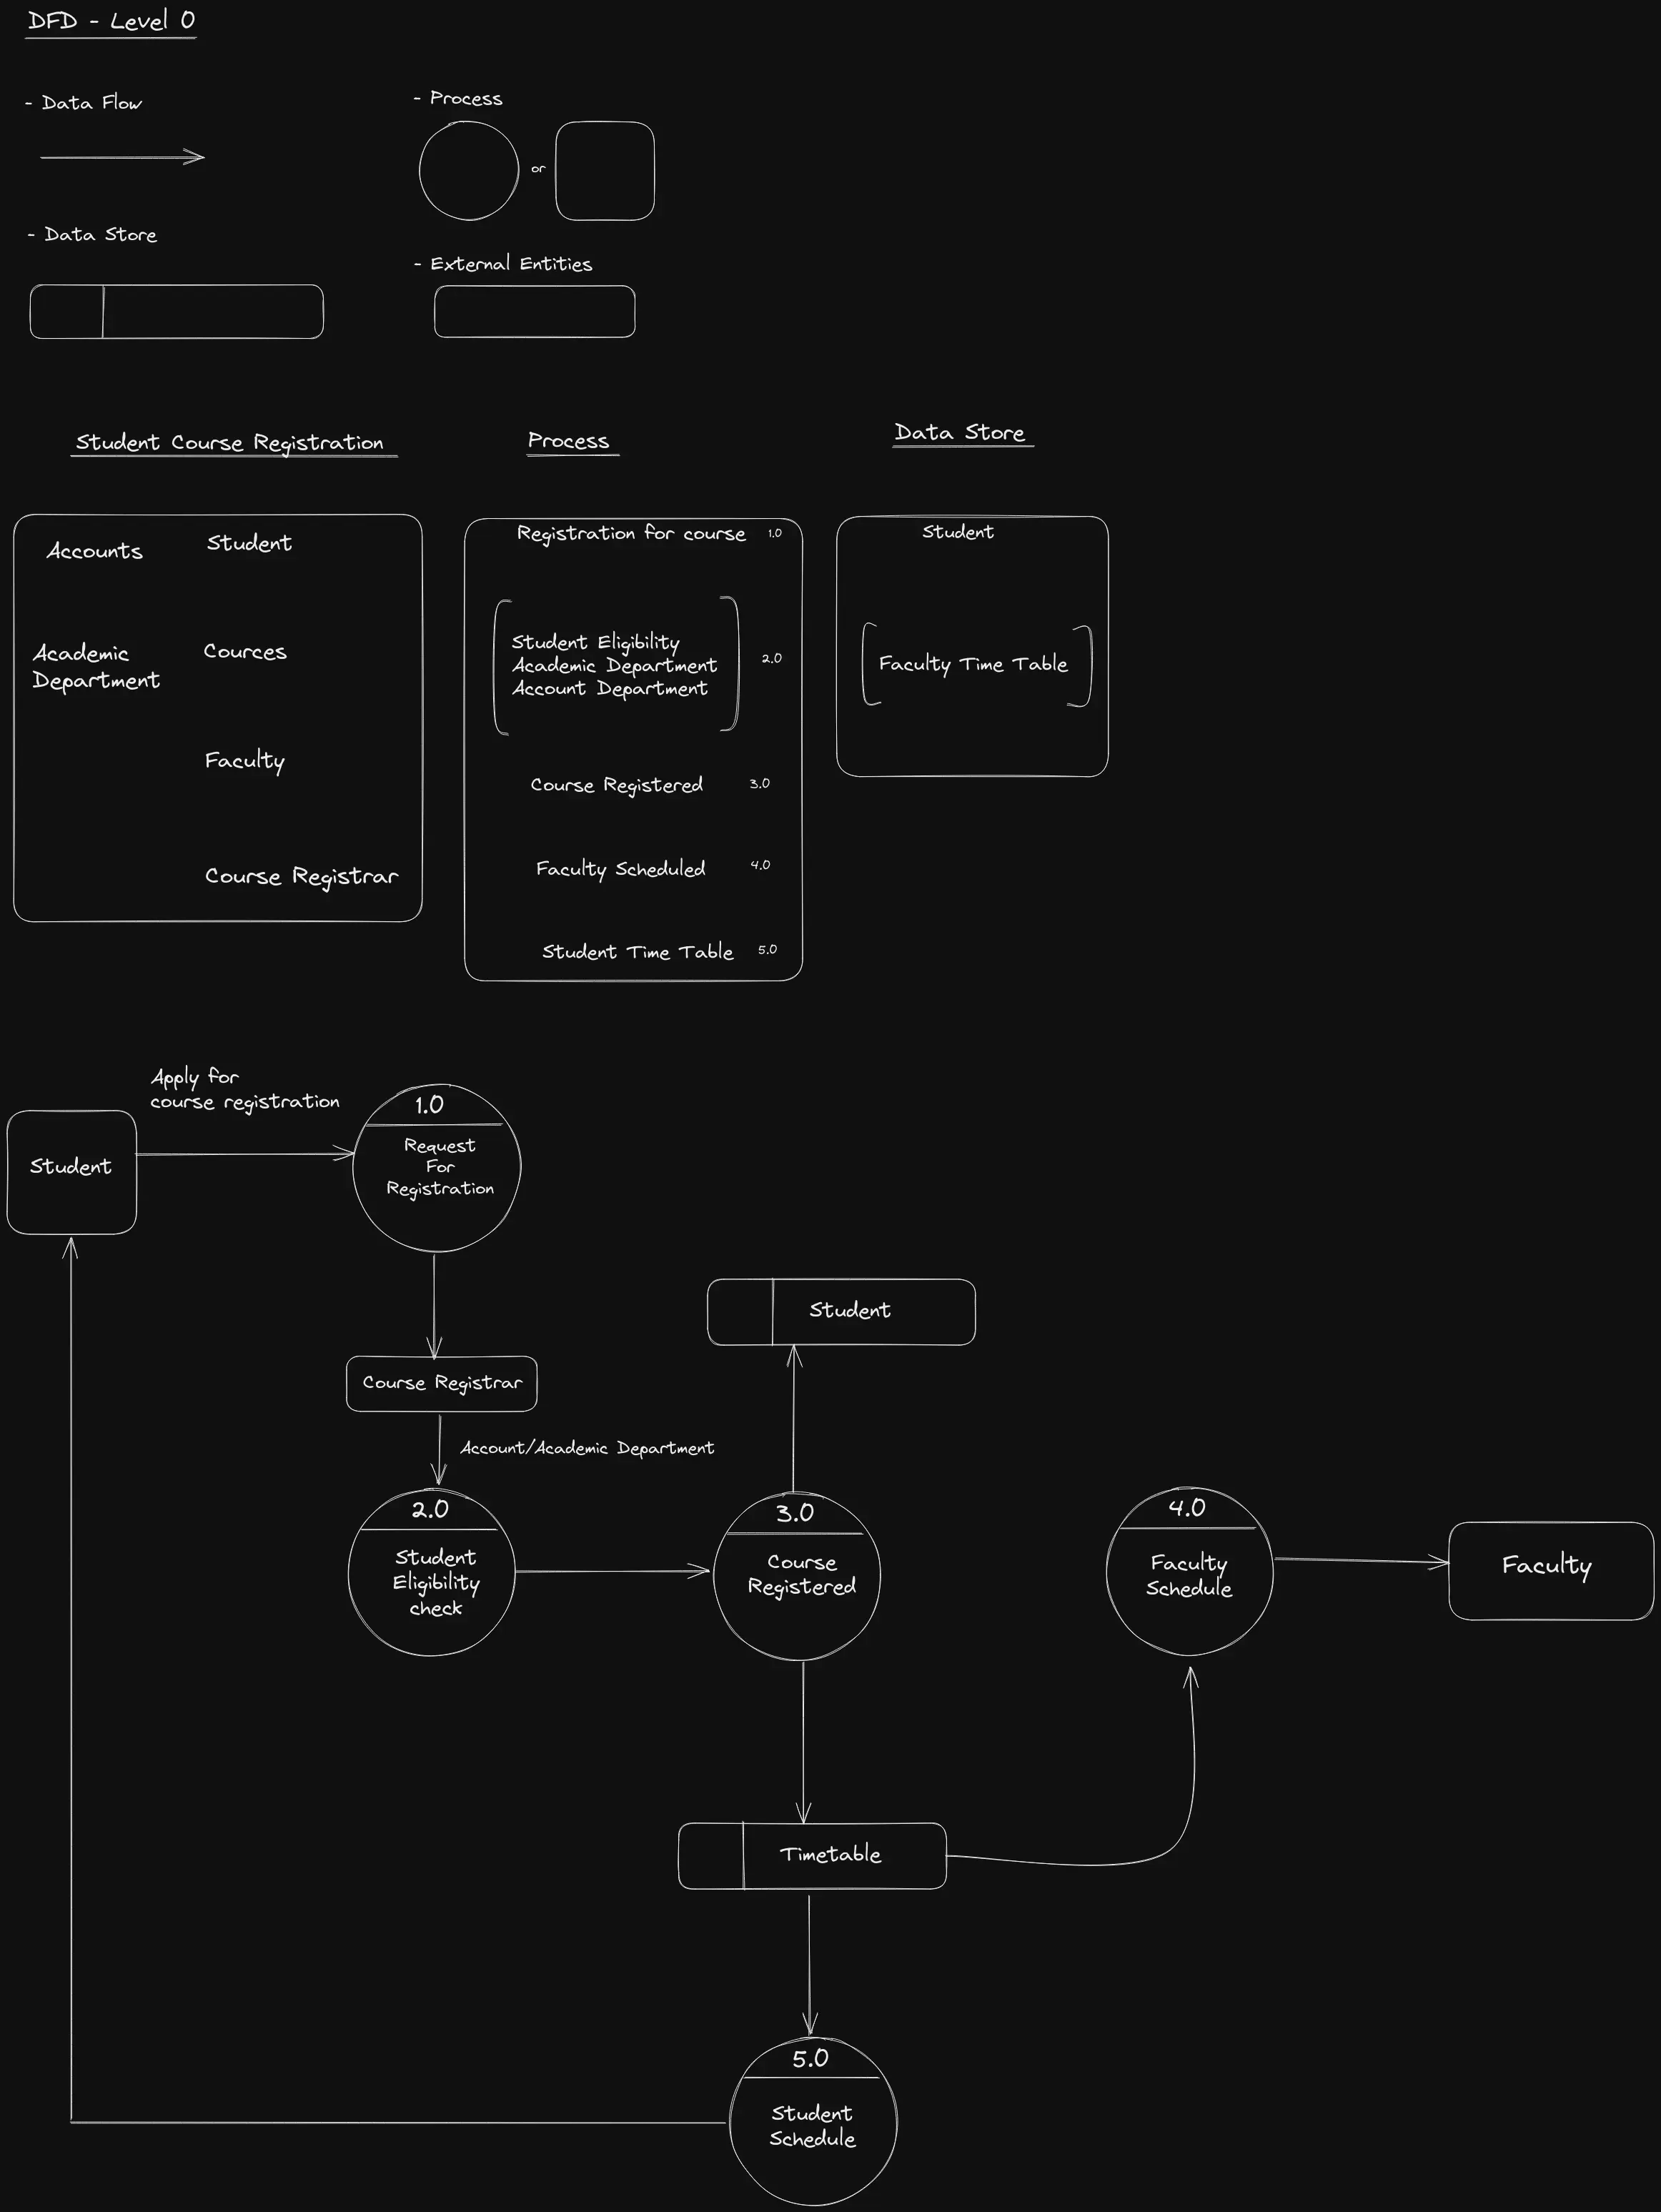 DFD - Level 0
- Data Flow
- Process
or
- Data Store
- External Entities
Student Course Registration
Process
Data Store
Accounts
Student
Academic
Department
Cources
Faculty
Course Registrar
Registration for course 1.0
Student Eligibility
Academic Department
Account Department
2.0
Course Registered 3.0
Faculty Scheduled 4.0
Student Time Table 5.0
Student
Faculty Time Table
Apply for
course registration
Student
1.0
Request
For
Registration
Student
Course Registrar
Account/Academic Department
2.0
Student
Eligibility
check
3.0
Course
Registered
4.0
Faculty
Schedule
Faculty
Timetable
5.0
Student
Schedule